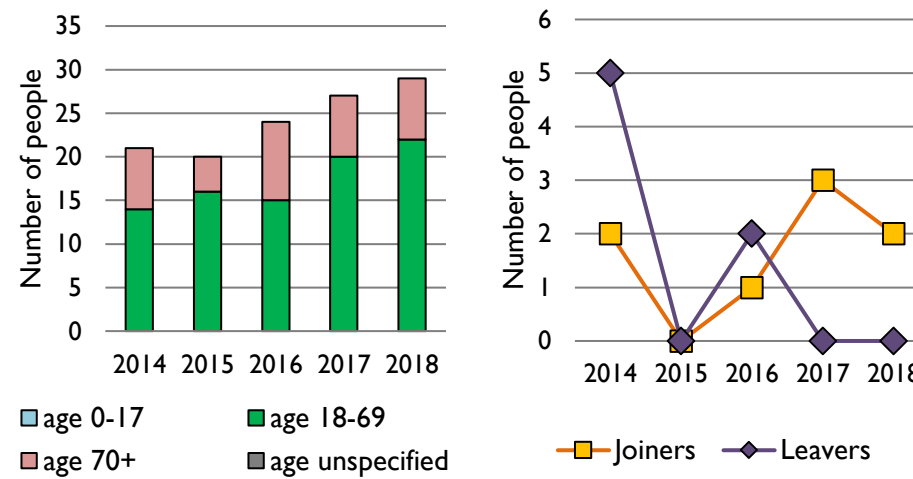 Number of people
35
30
25
20
15
10
5
0
2014 2015 2016 2017 2018
age 0-17 age 18-69
age 70+ age unspecified
Number of people
6
5
4
3
2
1
0
2014 2015 2016 2017 2018
Joiners Leavers